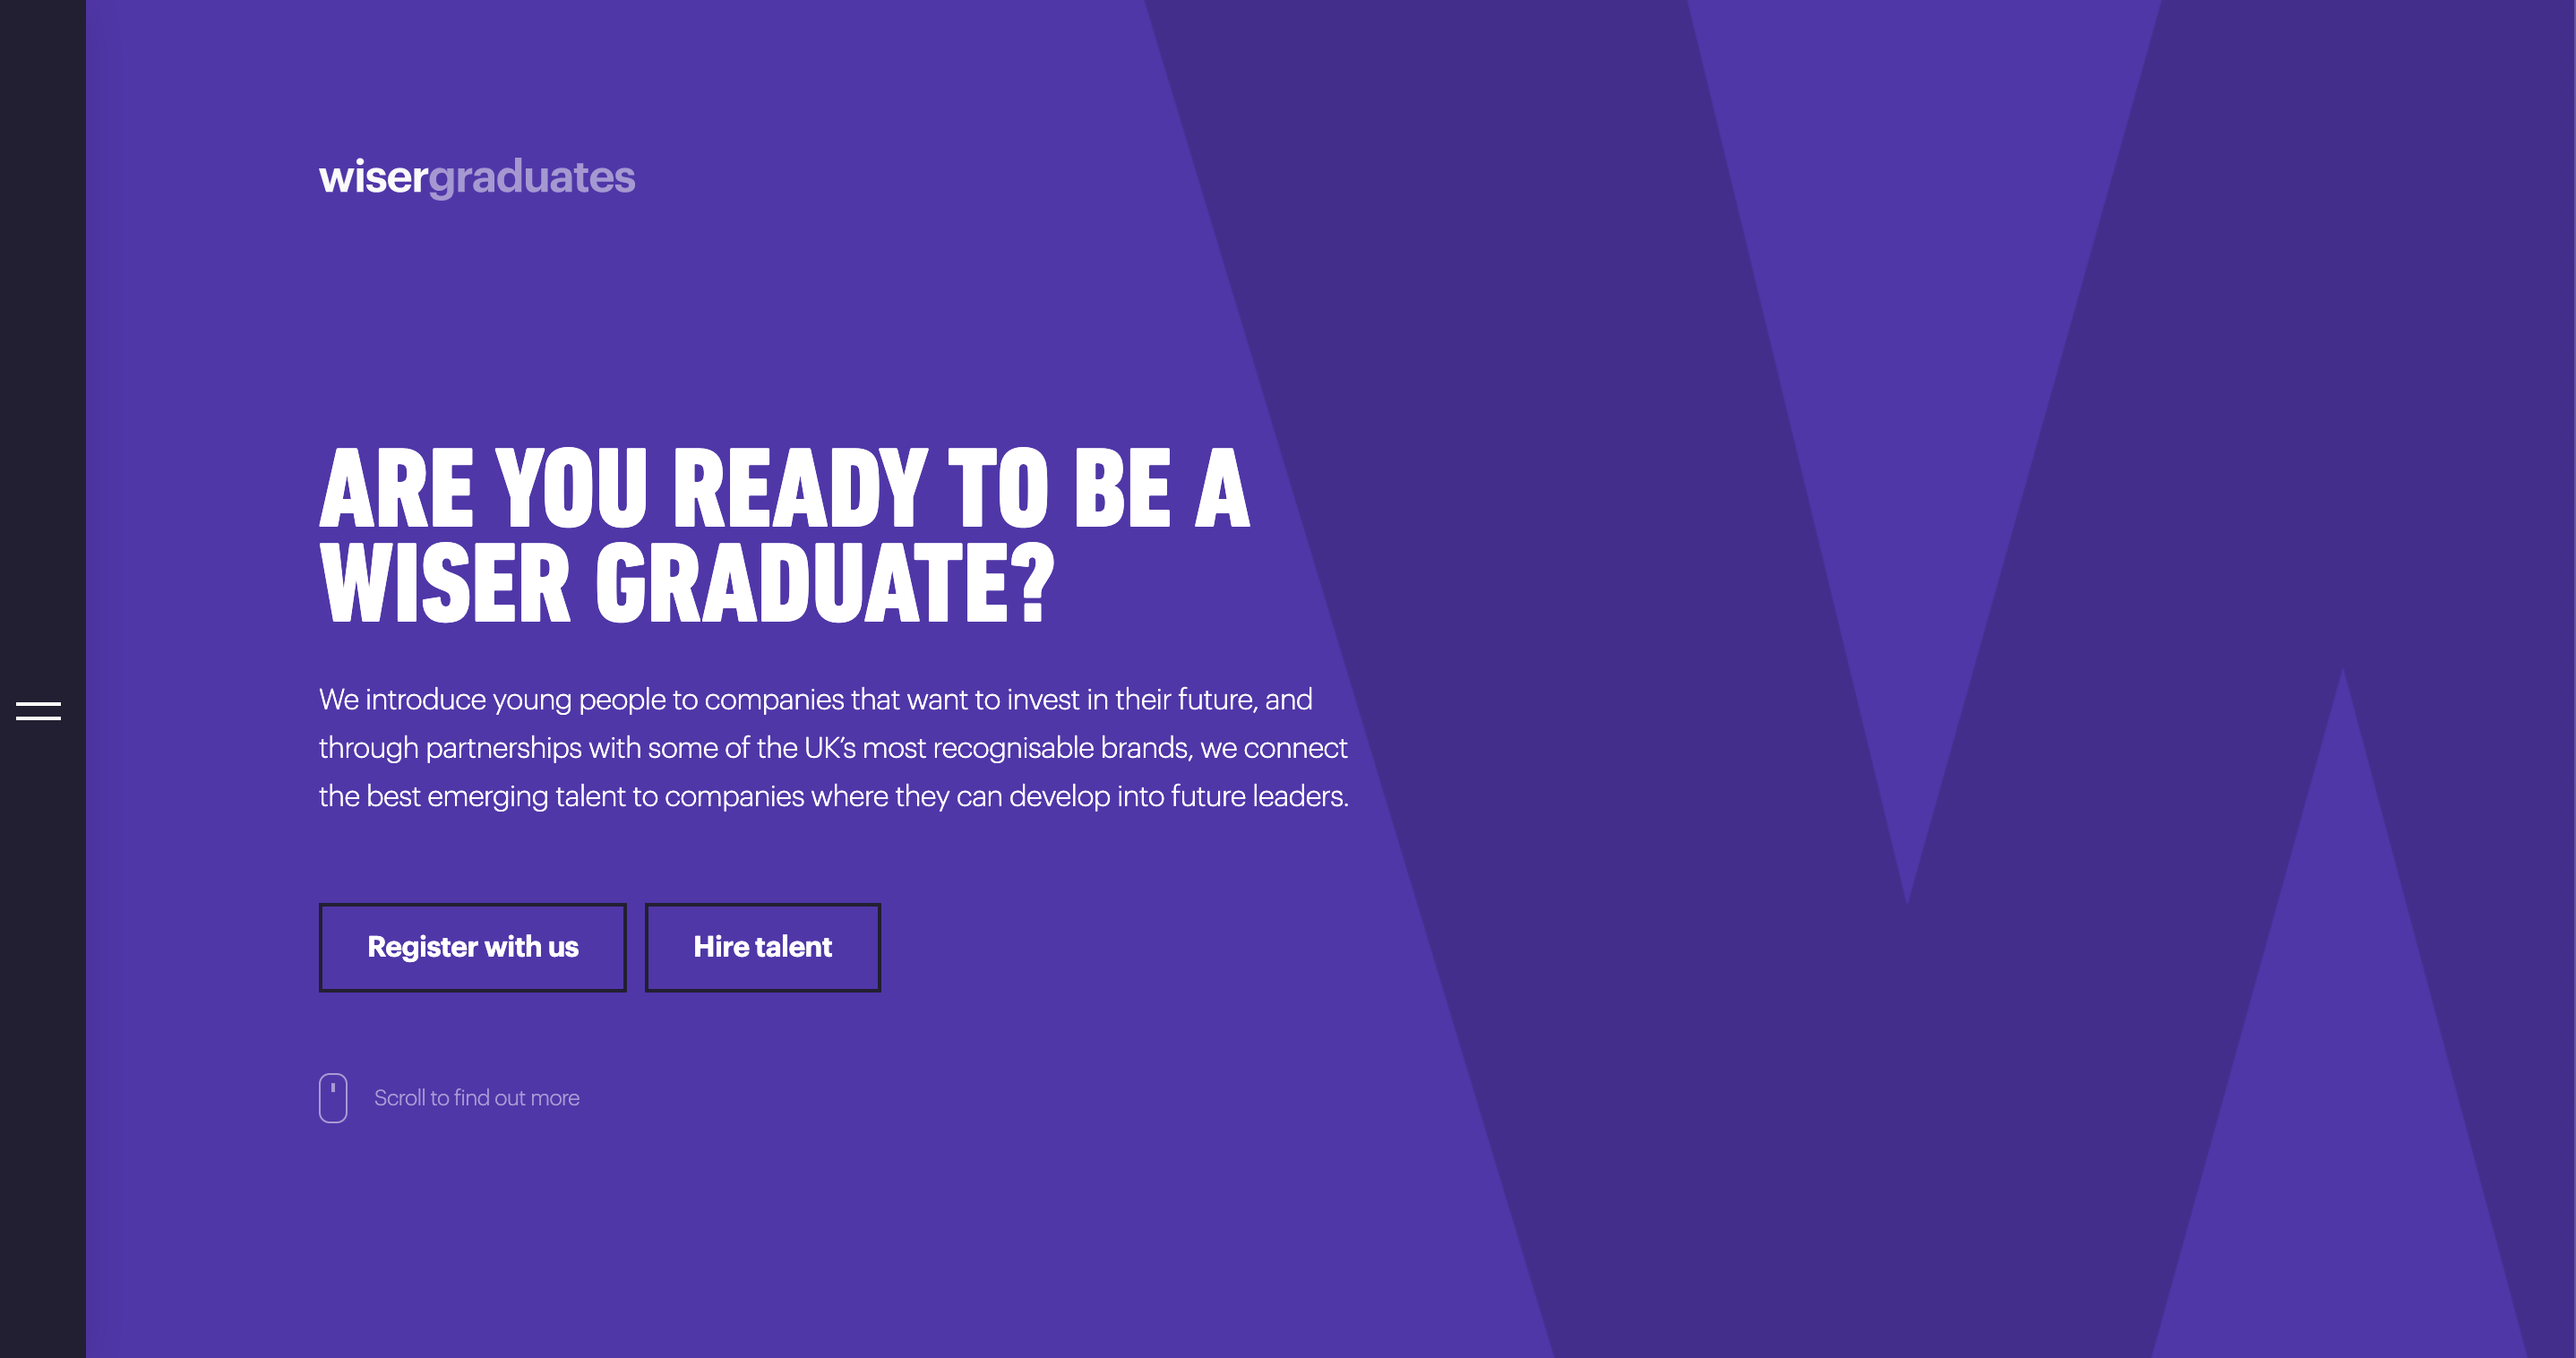 wisergraduates
ARE YOU READY TO BE A
WISER GRADUATE?
We introduce young people to companies that want to invest in their future, and
through partnerships with some of the UK’s most recognisable brands, we connect
the best emerging talent to companies where they can develop into future leaders.
Register with us
Hire talent
Scroll to find out more